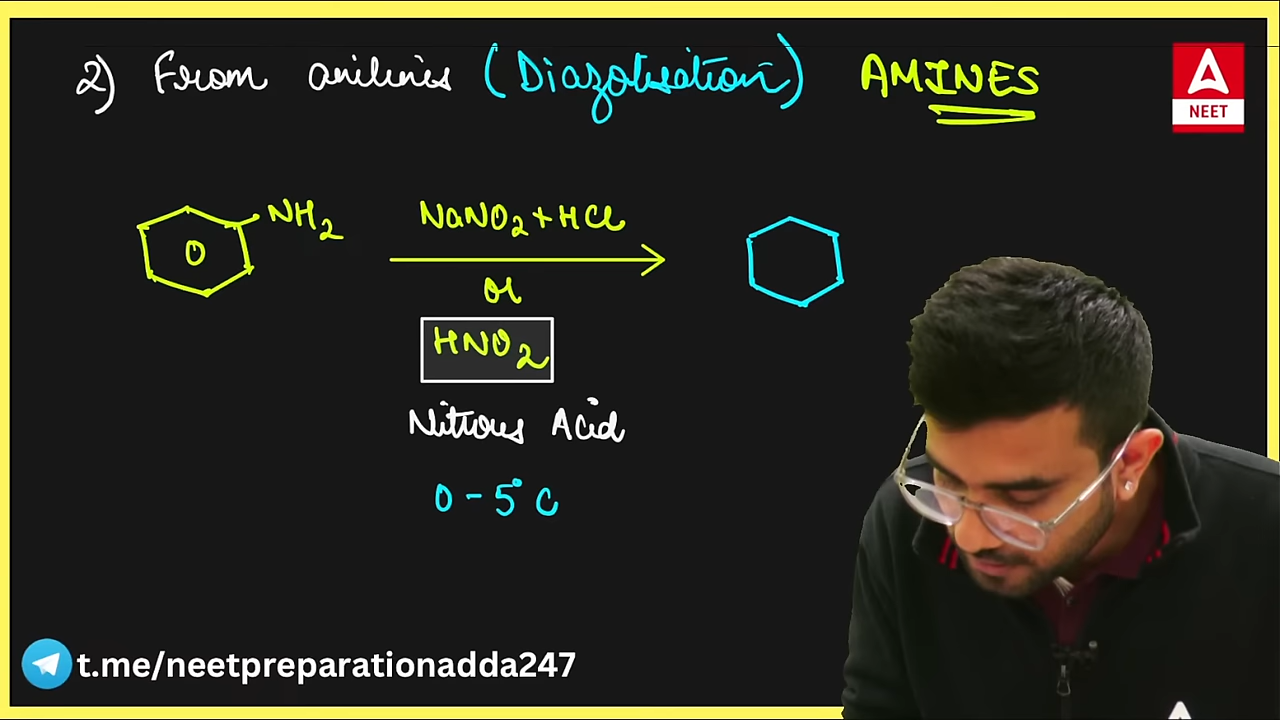 2) From anilines (Diazotisation) AMINES
NEET
NH2
NaNO2 + HCl
or
HNO2
Nitrous Acid
0 - 5° C
t.me/neetpreparationadda247